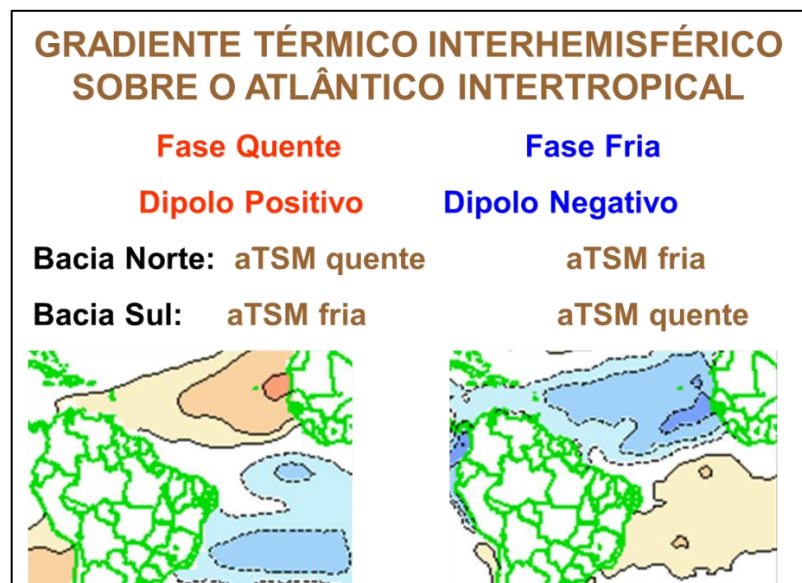 GRADIENTE TÉRMICO INTERHEMISFÉRICO
SOBRE O ATLÂNTICO INTERTROPICAL
Fase Quente Fase Fria
Dipolo Positivo Dipolo Negativo
Bacia Norte: aTSM quente aTSM fria
Bacia Sul: aTSM fria aTSM quente